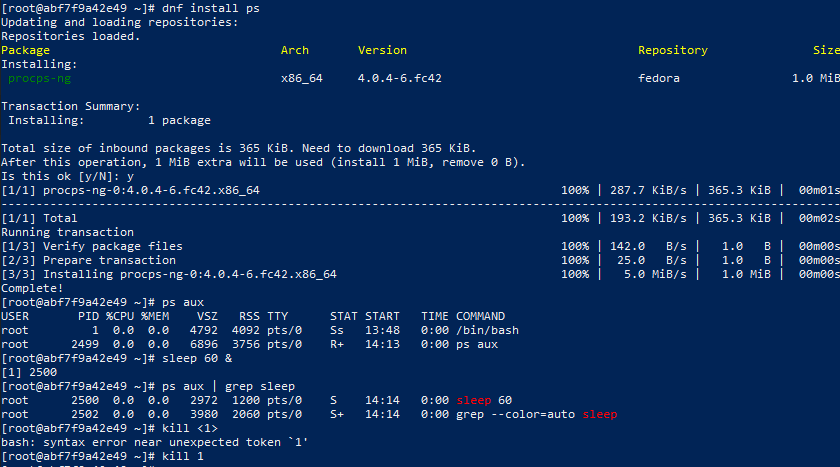 [root@abf7f9a42e49 ~]# dnf install ps
Updating and loading repositories:
Repositories loaded.
Package Arch Version Repository Size
Installing:
procps-ng x86_64 4.0.4-6.fc42 fedora 1.0 MiB
Transaction Summary:
Installing: 1 package
Total size of inbound packages is 365 KiB. Need to download 365 KiB.
After this operation, 1 MiB extra will be used (install 1 MiB, remove 0 B).
Is this ok [y/N]: y
[1/1] procps-ng-0:4.0.4-6.fc42.x86_64 100% | 287.7 KiB/s | 365.3 KiB | 00m01s
--------------------------------------------------------------------------------
[1/1] Total 100% | 193.2 KiB/s | 365.3 KiB | 00m02s
Running transaction
[1/3] Verify package files 100% | 142.0 B/s | 1.0 B | 00m00s
[2/3] Prepare transaction 100% | 25.0 B/s | 1.0 B | 00m00s
[3/3] Installing procps-ng-0:4.0.4-6.fc42.x86_64 100% | 5.0 MiB/s | 1.0 MiB | 00m00s
Complete!
[root@abf7f9a42e49 ~]# ps aux
USER PID %CPU %MEM VSZ RSS TTY STAT START TIME COMMAND
root 1 0.0 0.0 4792 4092 pts/0 Ss 13:48 0:00 /bin/bash
root 2499 0.0 0.0 6896 3756 pts/0 R+ 14:13 0:00 ps aux
[root@abf7f9a42e49 ~]# sleep 60 &
[1] 2500
[root@abf7f9a42e49 ~]# ps aux | grep sleep
root 2500 0.0 0.0 2972 1200 pts/0 S 14:14 0:00 sleep 60
root 2502 0.0 0.0 3980 2060 pts/0 S+ 14:14 0:00 grep --color=auto sleep
[root@abf7f9a42e49 ~]# kill <1>
bash: syntax error near unexpected token `1'
[root@abf7f9a42e49 ~]# kill 1